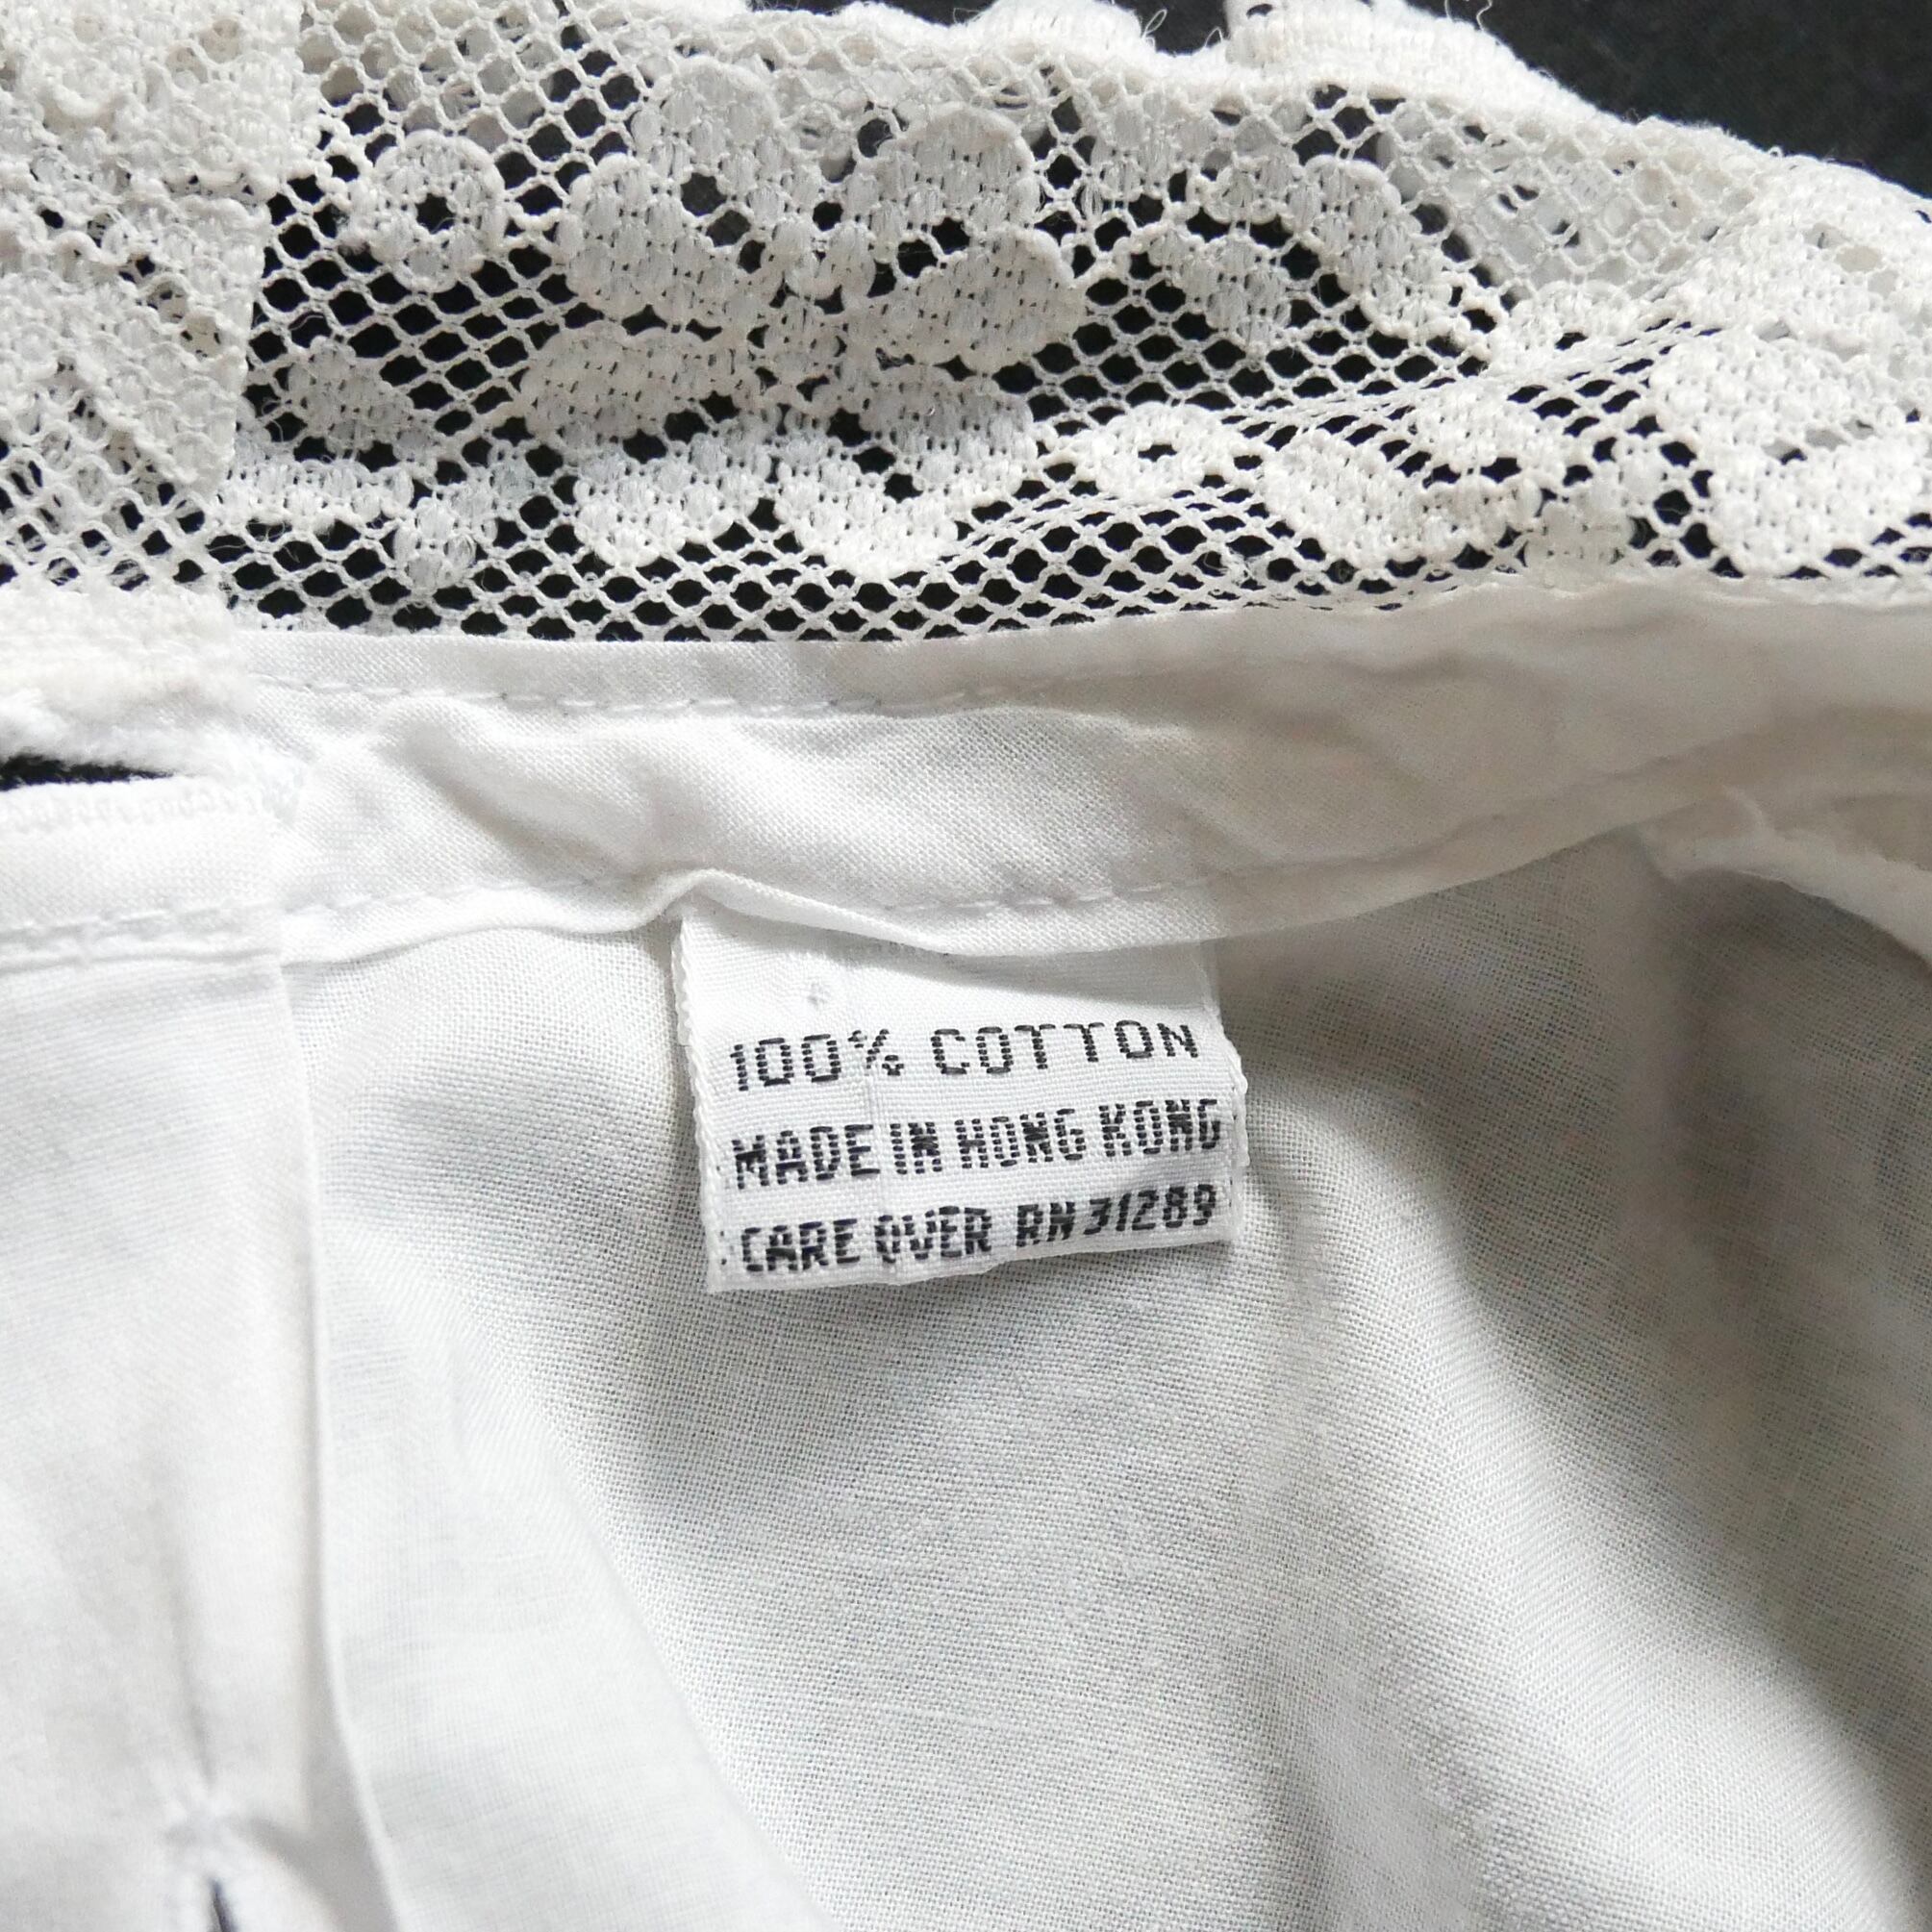 100% COTTON
MADE IN HONG KONG
CARE OVER RN 31289